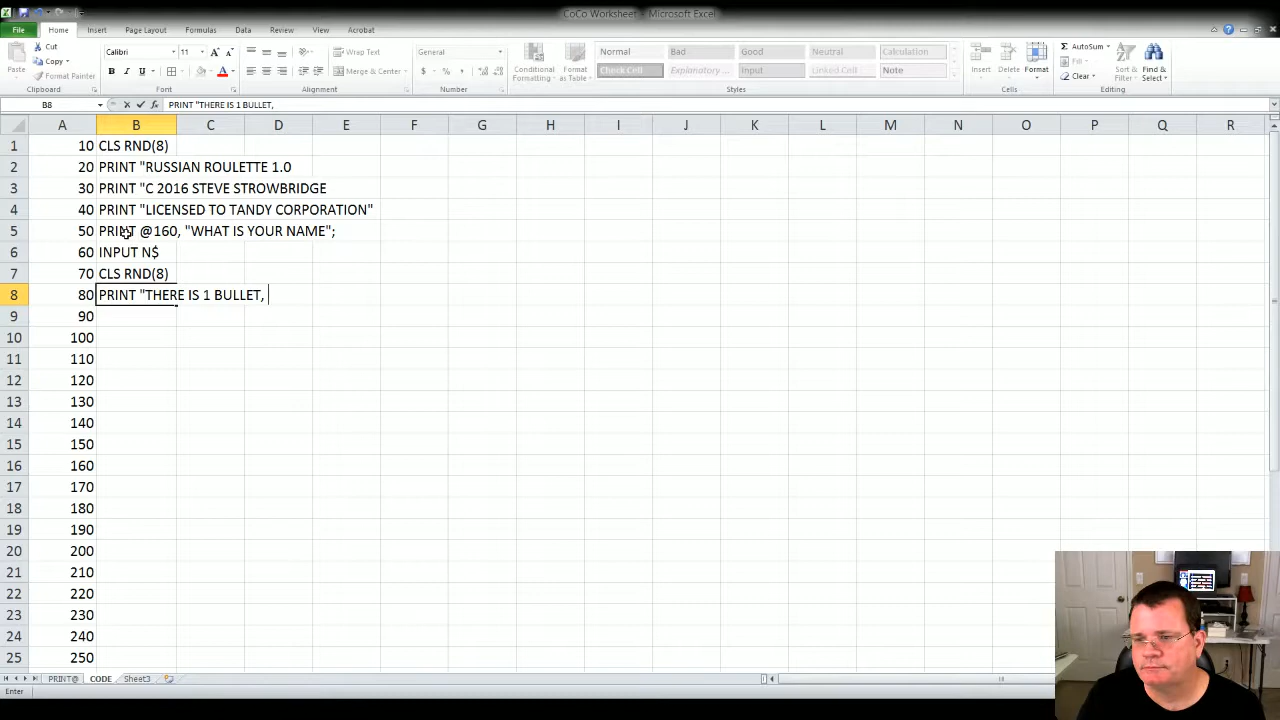 CoCo Worksheet - Microsoft Excel
File Home Insert Page Layout Formulas Data Review View Acrobat
Paste Cut Copy Format Painter Calibri 11 Wrap Text Merge & Center General Conditional Formatting Format as Table Normal Bad Good Neutral Calculation Check Cell Explanatory ... Input Linked Cell Note Insert Delete Format AutoSum Fill Clear Sort & Filter Find & Select
Clipboard Font Alignment Number Styles Cells Editing
B8 fx PRINT "THERE IS 1 BULLET,
A B C D E F G H I J K L M N O P Q R
1 10 CLS RND(8)
2 20 PRINT "RUSSIAN ROULETTE 1.0
3 30 PRINT "C 2016 STEVE STROWBRIDGE
4 40 PRINT "LICENSED TO TANDY CORPORATION"
5 50 PRINT @160, "WHAT IS YOUR NAME";
6 60 INPUT N$
7 70 CLS RND(8)
8 80 PRINT "THERE IS 1 BULLET,
9 90
10 100
11 110
12 120
13 130
14 140
15 150
16 160
17 170
18 180
19 190
20 200
21 210
22 220
23 230
24 240
25 250
PRINT@ CODE Sheet3
Enter